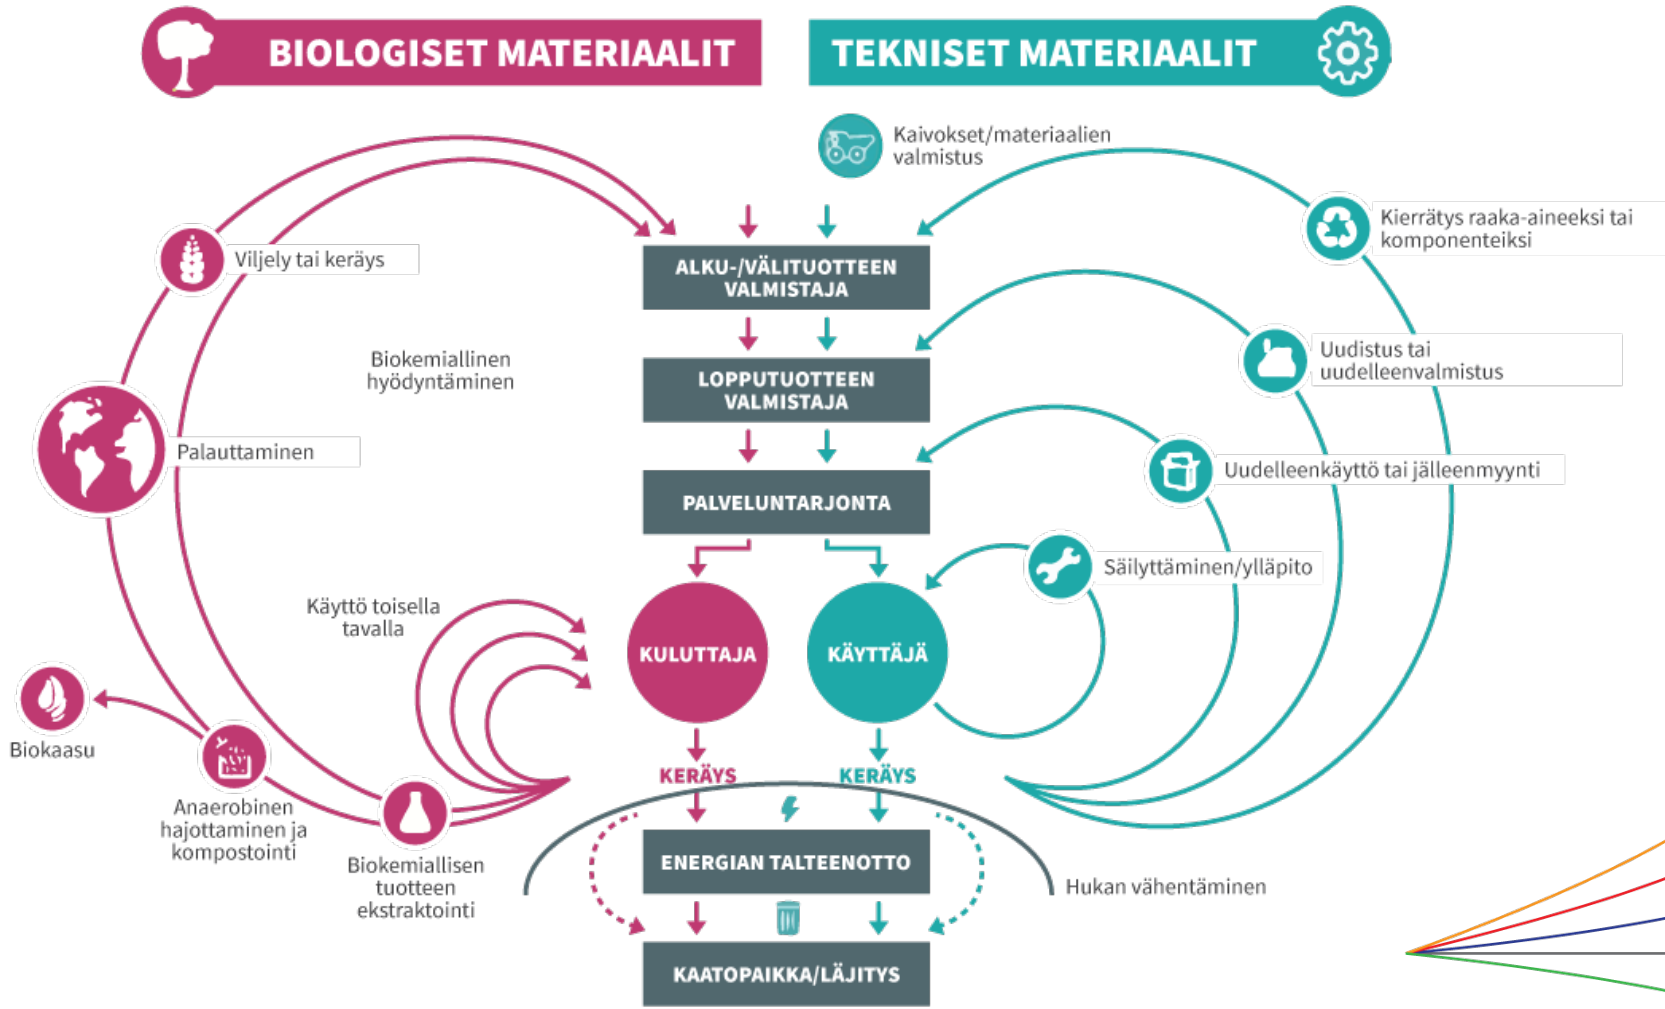 BIOLOGISET MATERIAALIT
TEKNISET MATERIAALIT
Kaivokset/materiaalien
valmistus
Kierrätys raaka-aineeksi tai
komponenteiksi
Viljely tai keräys
ALKU-/VÄLITUOTTEEN
VALMISTAJA
Biokemiallinen
hyödyntäminen
Uudistus tai
uudelleenvalmistus
LOPPUTUOTTEEN
VALMISTAJA
Palauttaminen
Uudelleenkäyttö tai jälleenmyynti
PALVELUNTARJONTA
Säilyttäminen/ylläpito
Käyttö toisella
tavalla
KULUTTAJA
KÄYTTÄJÄ
Biokaasu
KERÄYS
KERÄYS
Anaerobinen
hajottaminen ja
kompostointi
Biokemiallisen
tuotteen
ekstraktointi
ENERGIAN TALTEENOTTO
Hukan vähentäminen
KAATOPAIKKA/LÄJITYS